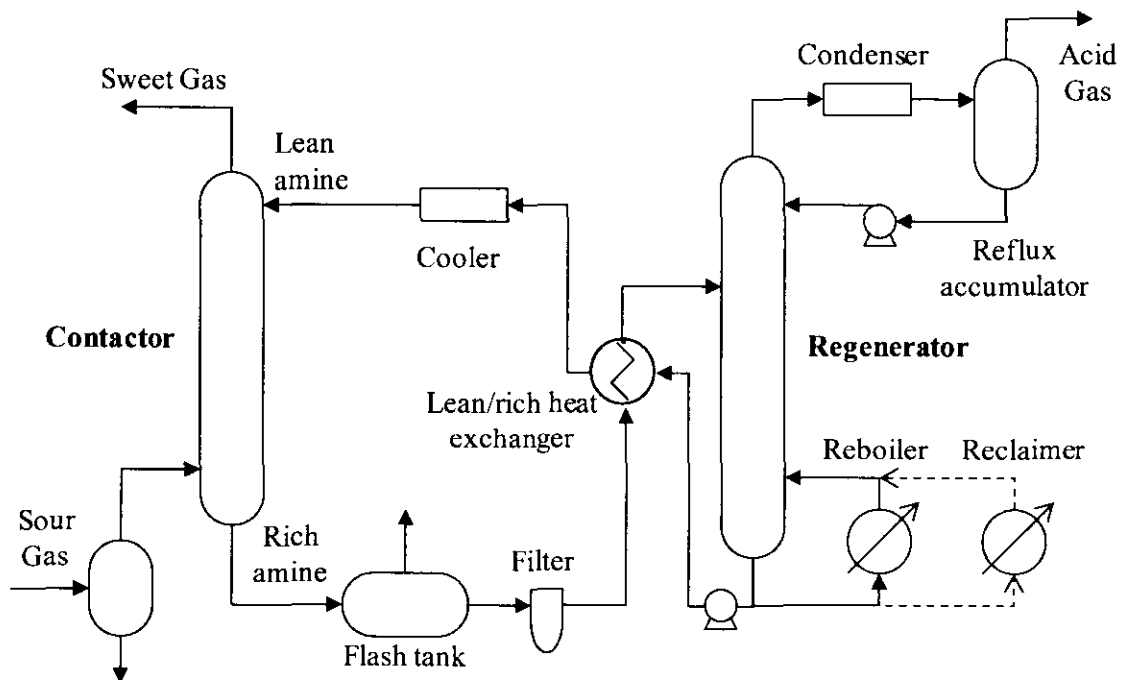 Sweet Gas
Lean
amine
Cooler
Contactor
Sour
Gas
Rich
amine
Flash tank
Filter
Lean/rich heat
exchanger
Condenser
Acid
Gas
Reflux
accumulator
Regenerator
Reboiler
Reclaimer